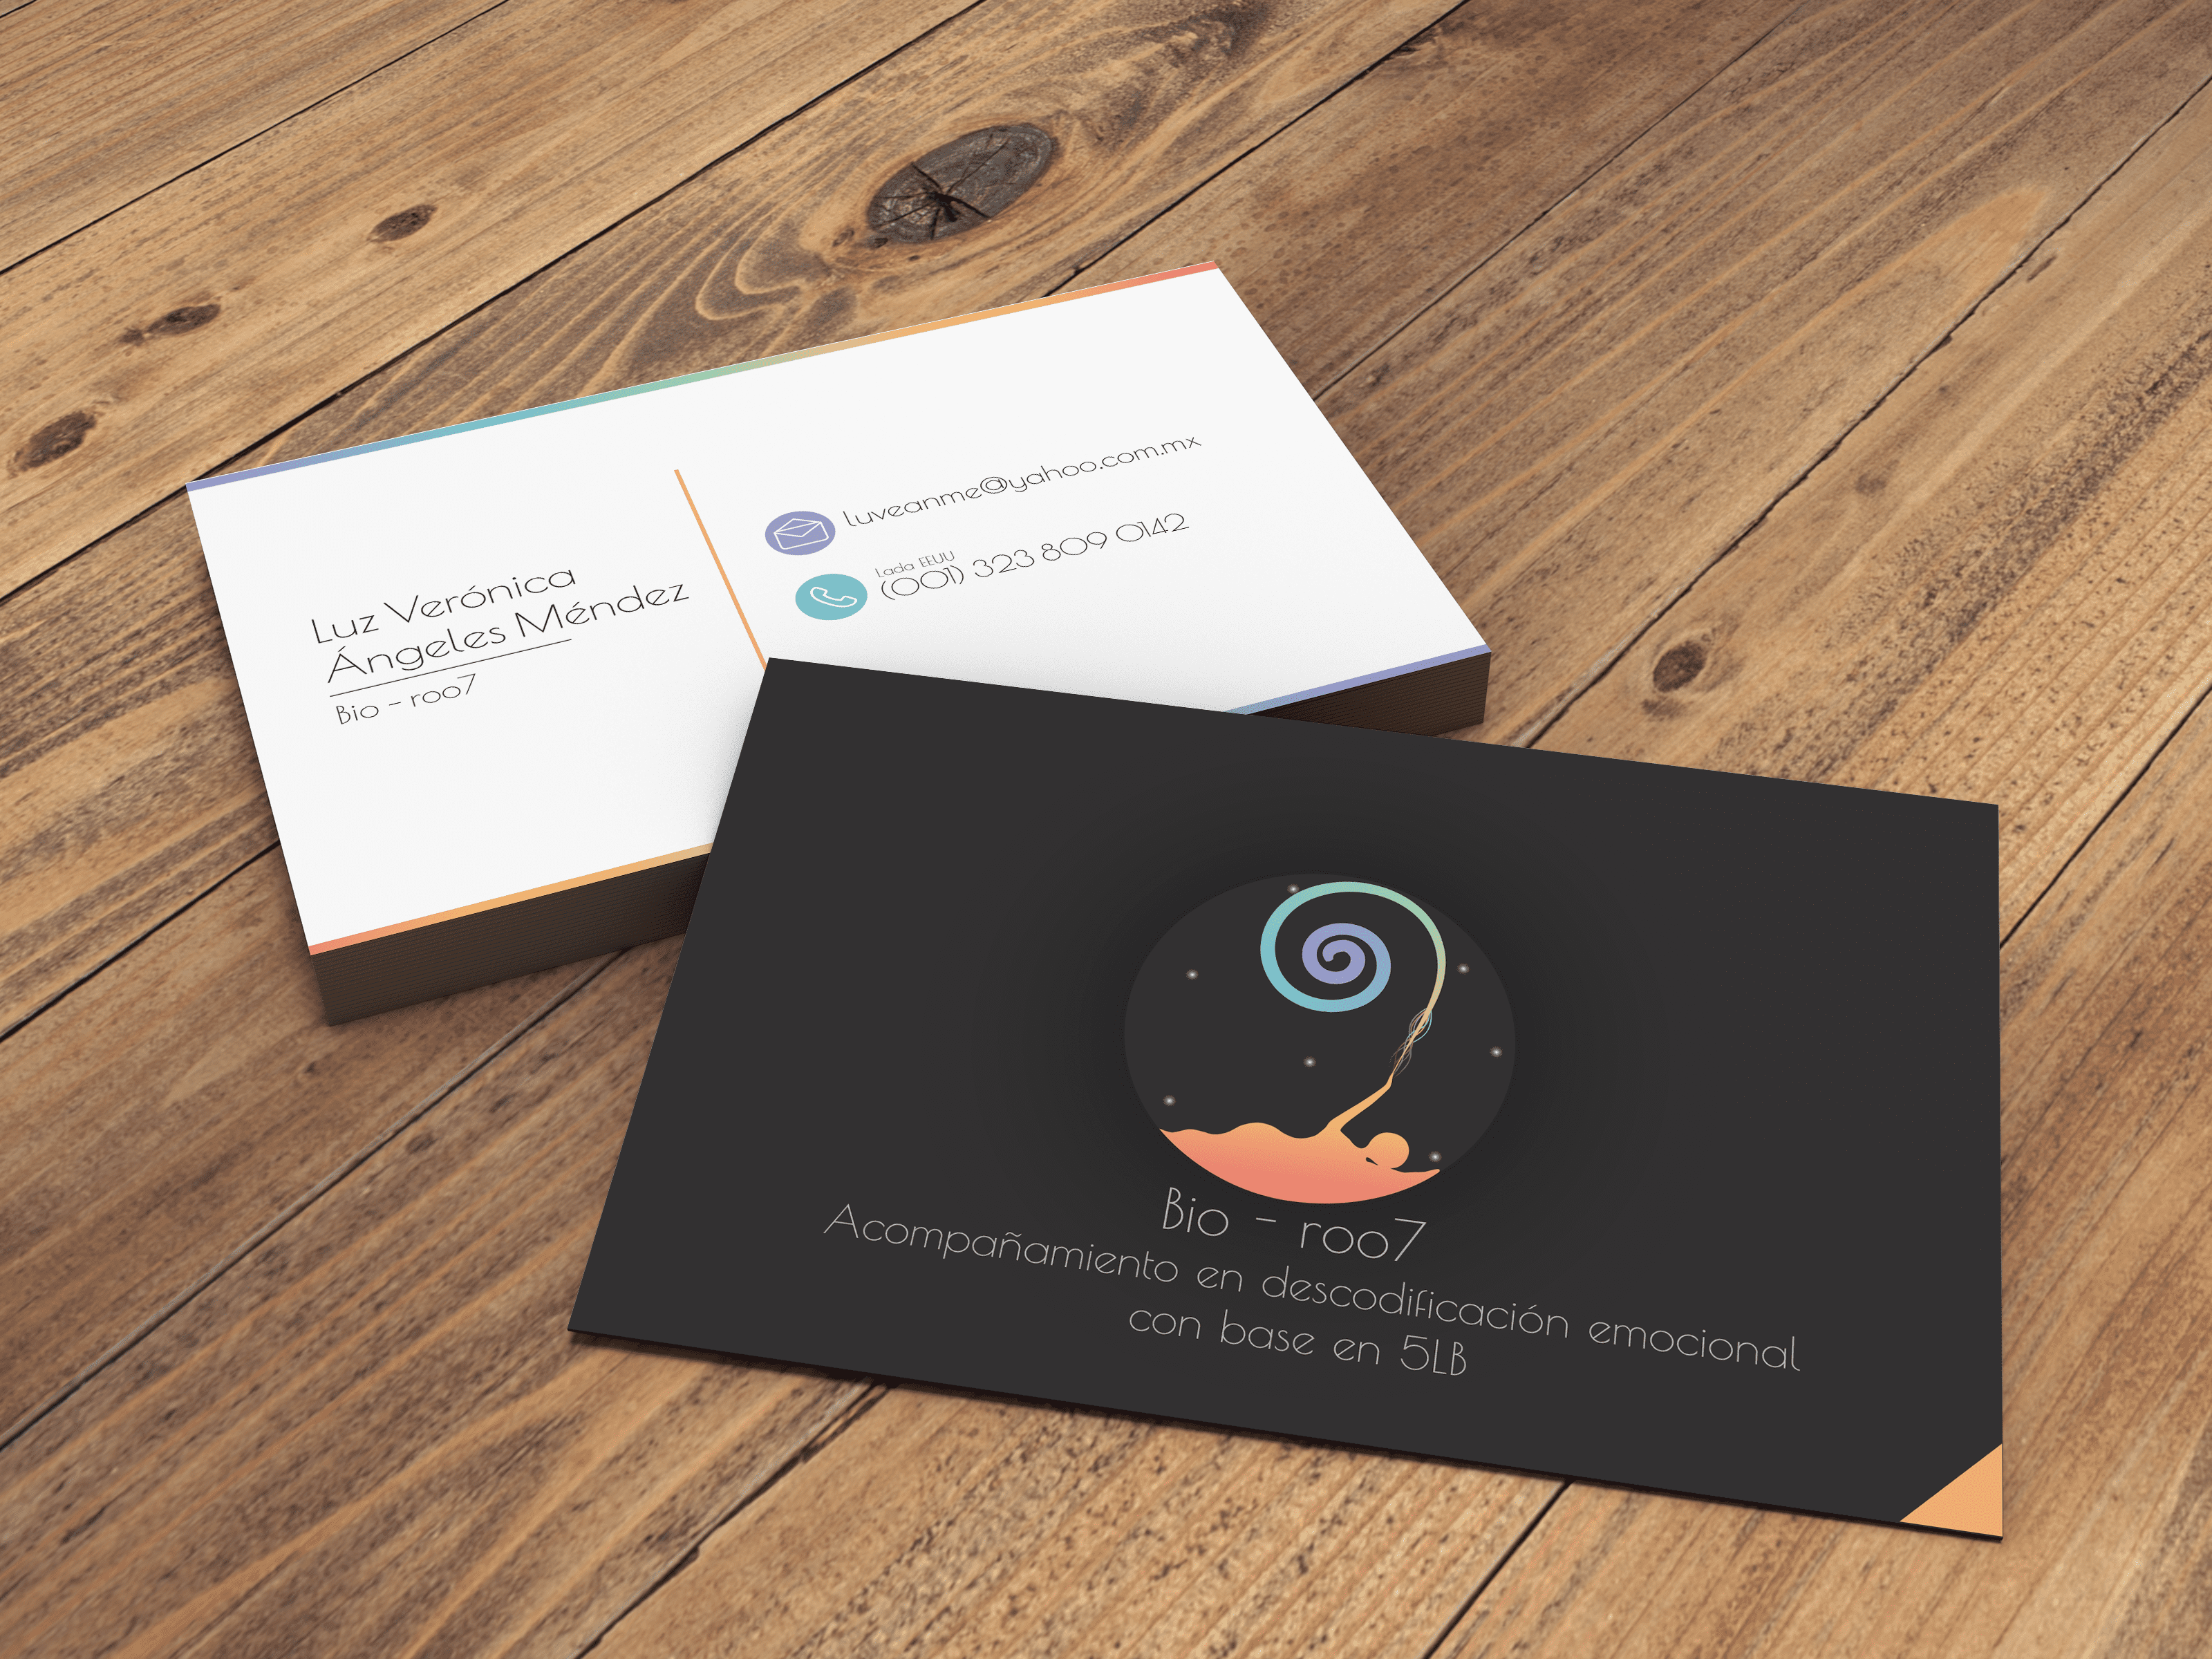 Luz Verónica
Ángeles Méndez
Bio - roo7
luveanme@yahoo.com.mx
Lada EEUU
(001) 323 809 0142
Bio - roo7
Acompañamiento en descodificación emocional
con base en 5LB